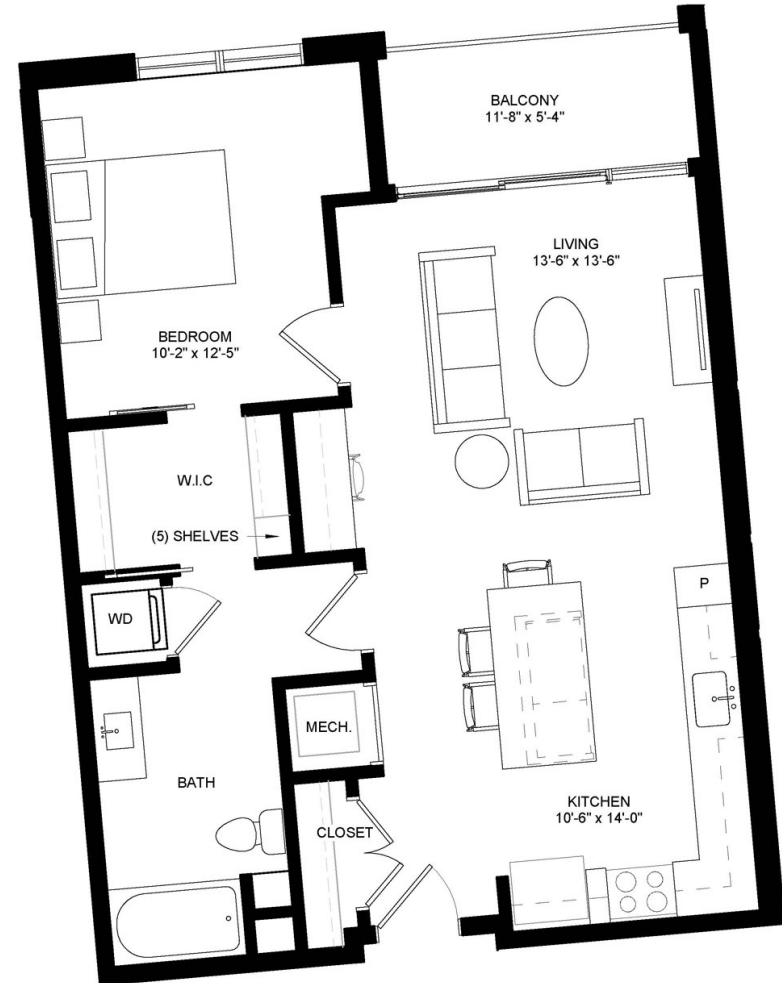 BALCONY
11'-8" x 5'-4"
LIVING
13'-6" x 13'-6"
BEDROOM
10'-2" x 12'-5"
W.I.C
(5) SHELVES
P
WD
MECH.
BATH
KITCHEN
10'-6" x 14'-0"
CLOSET